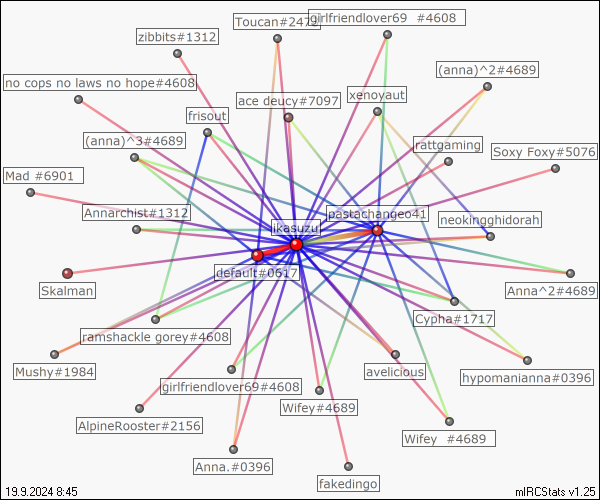 Toucan#247
girlfriendlover69 #4608
zibbits#1312
(anna)^2#4689
no cops no laws no hope#4608
ace deucy#7097
xenoyaut
frisout
(anna)^3#4689
rattgaming
Soxy Foxy#5076
Mad #6901
Annarchist#1312
pastachangeo41
neokingghidorah
ikasuzu
default#0617
Skalman
Anna^2#4689
Cypha#1717
ramshackle gorey#4608
Mushy#1984
avelicious
hypomanianna#0396
girlfriendlover69#4608
Wifey#4689
AlpineRooster#2156
Wifey #4689
Anna.#0396
fakedingo
19.9.2024 8:45
mIRCStats v1.25